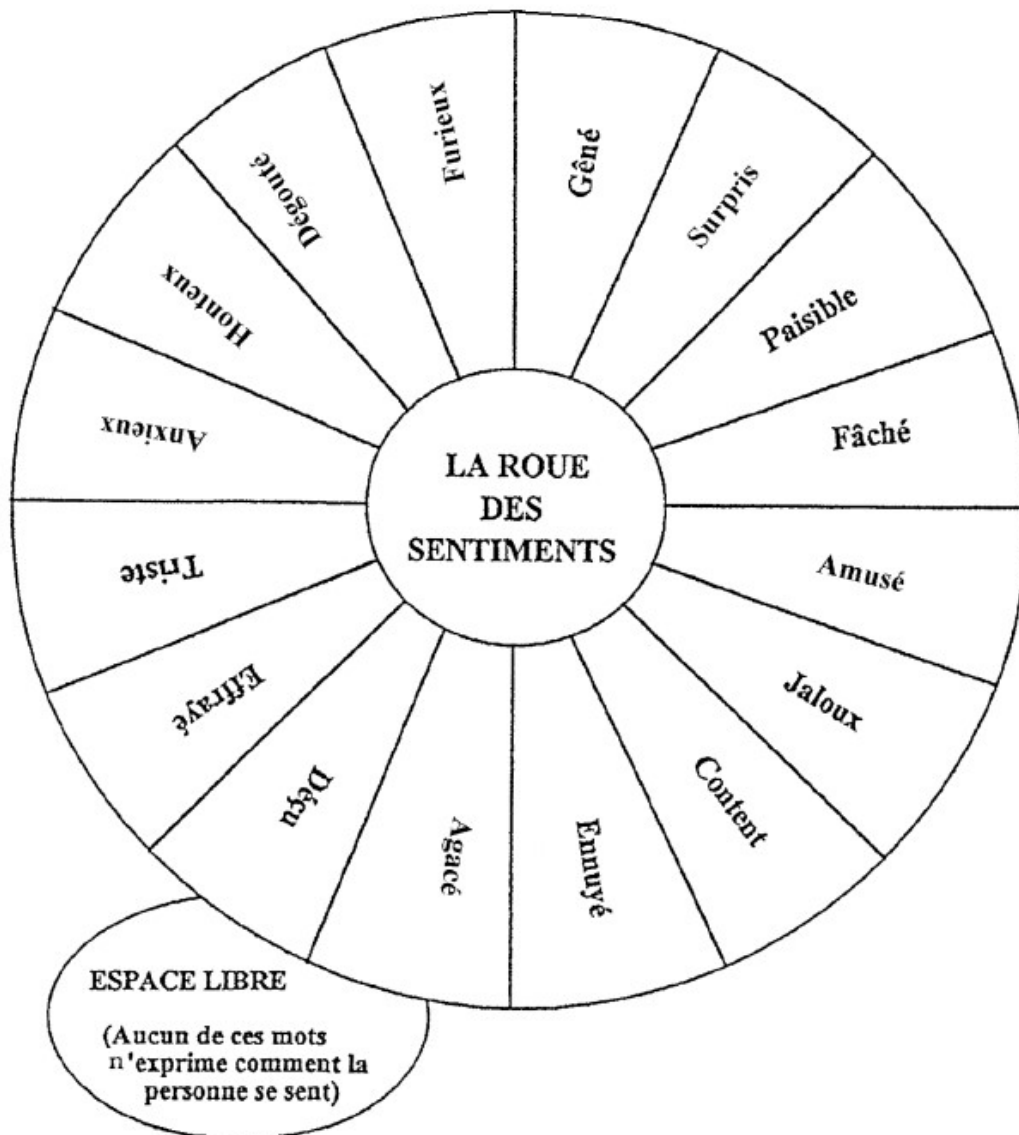 LA ROUE
DES
SENTIMENTS
Gêné
Surpris
Paisible
Fâché
Amusé
Jaloux
Content
Ennuyé
Agacé
Déçu
Effrayé
Triste
Anxieux
Honteux
Dégouté
Furieux
ESPACE LIBRE
(Aucun de ces mots
n'exprime comment la
personne se sent)